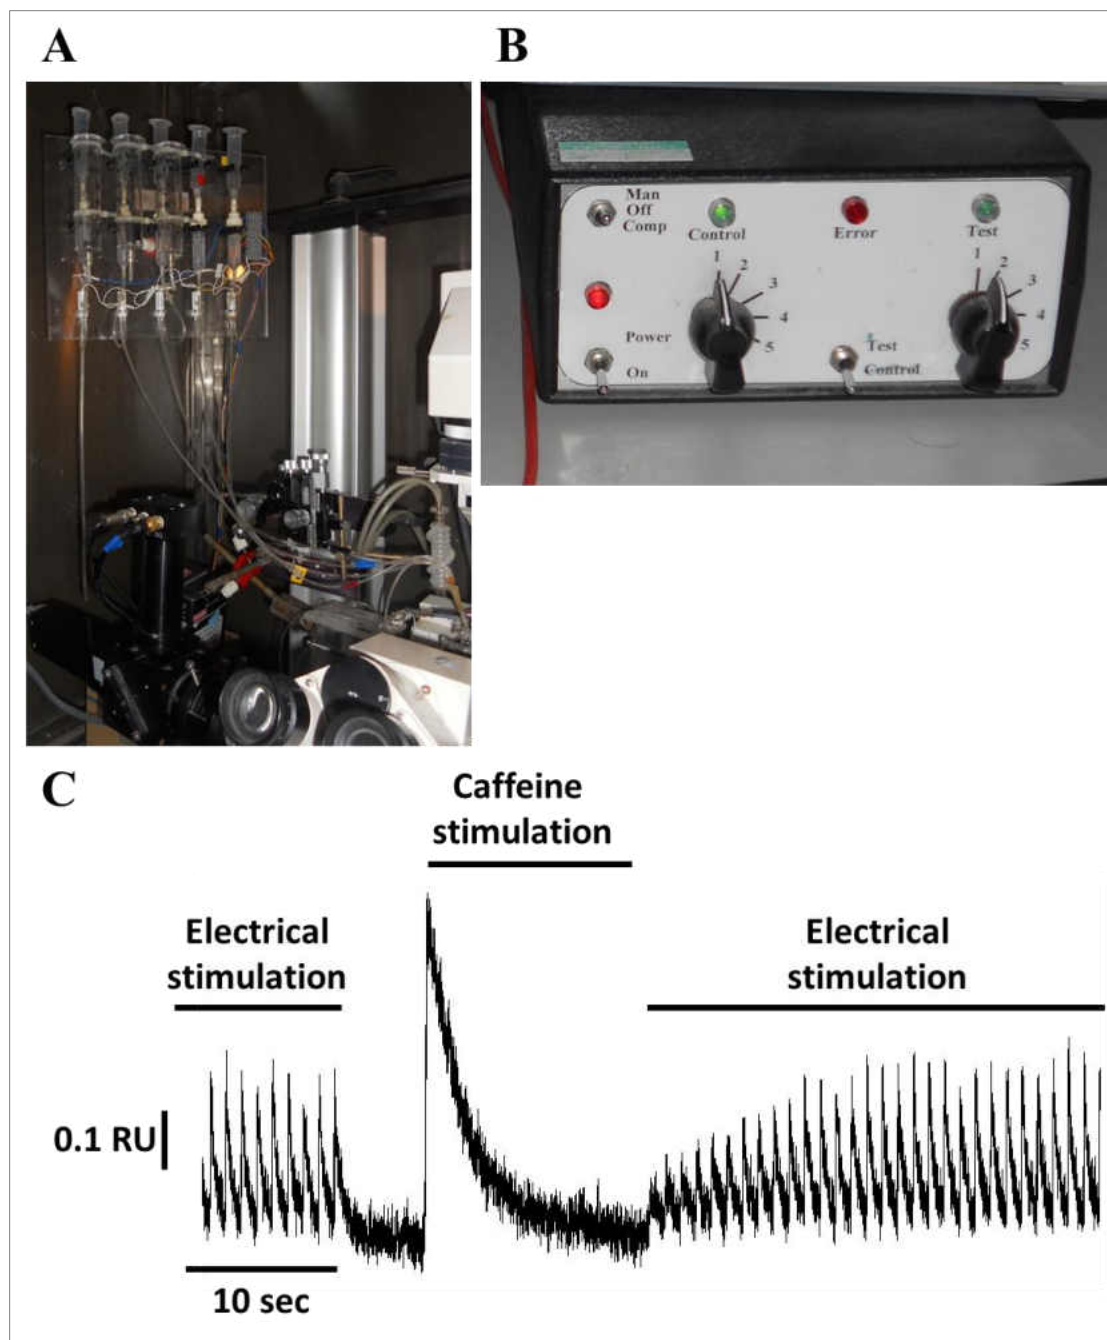 A
B
Man
Off
Comp
Control
Error
Test
1
2
3
4
5
1
2
3
4
5
Power
On
Test
Control
C
Caffeine
stimulation
Electrical
stimulation
Electrical
stimulation
0.1 RU
10 sec